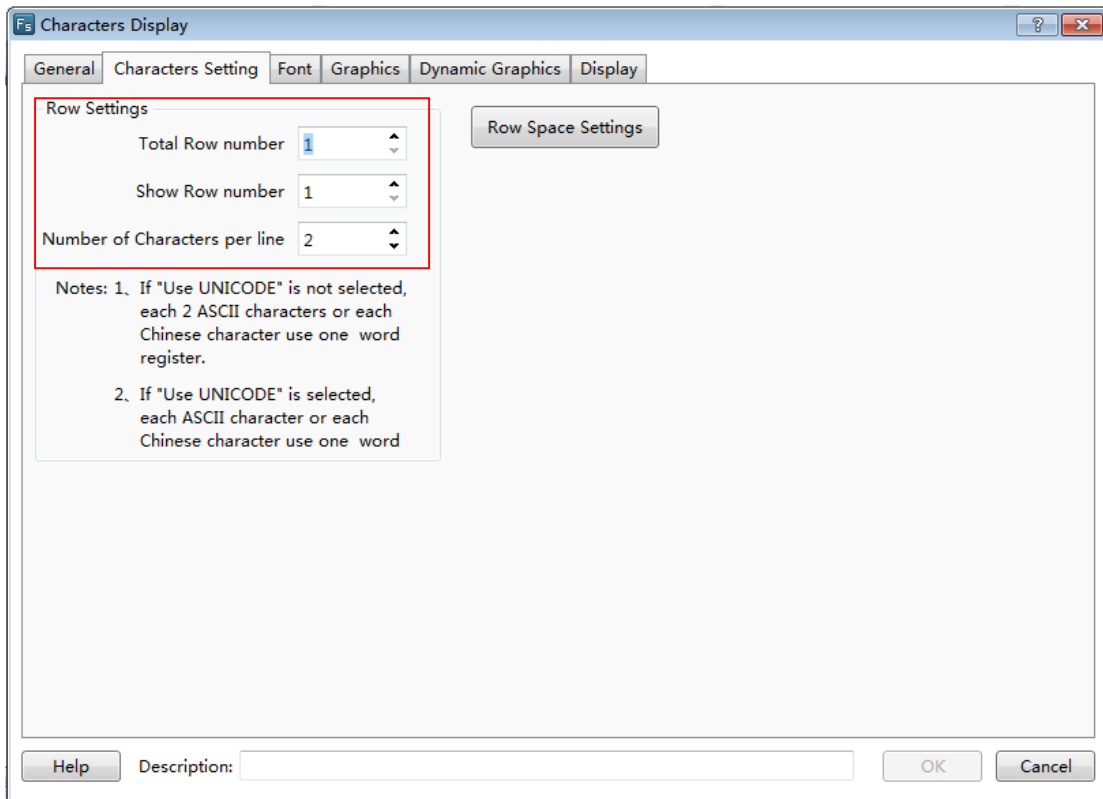 Fs Characters Display
General Characters Setting Font Graphics Dynamic Graphics Display
Row Settings
Row Space Settings
Total Row number 1
Show Row number 1
Number of Characters per line 2
Notes: 1、If "Use UNICODE" is not selected,
each 2 ASCII characters or each
Chinese character use one word
register.
2、If "Use UNICODE" is selected,
each ASCII character or each
Chinese character use one word
Help Description: OK Cancel